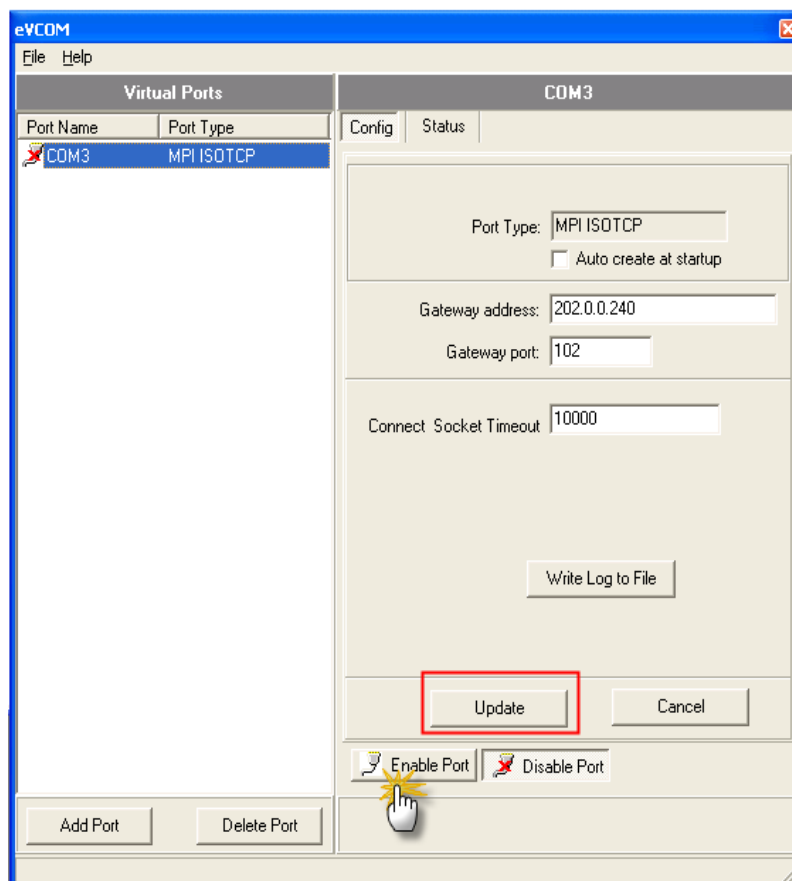 eVCOM
File Help
Virtual Ports
Port Name Port Type
COM3 MPI ISOTCP
Add Port Delete Port
COM3
Config Status
Port Type: MPI ISOTCP
Auto create at startup
Gateway address: 202.0.0.240
Gateway port: 102
Connect Socket Timeout 10000
Write Log to File
Update Cancel
Enable Port Disable Port